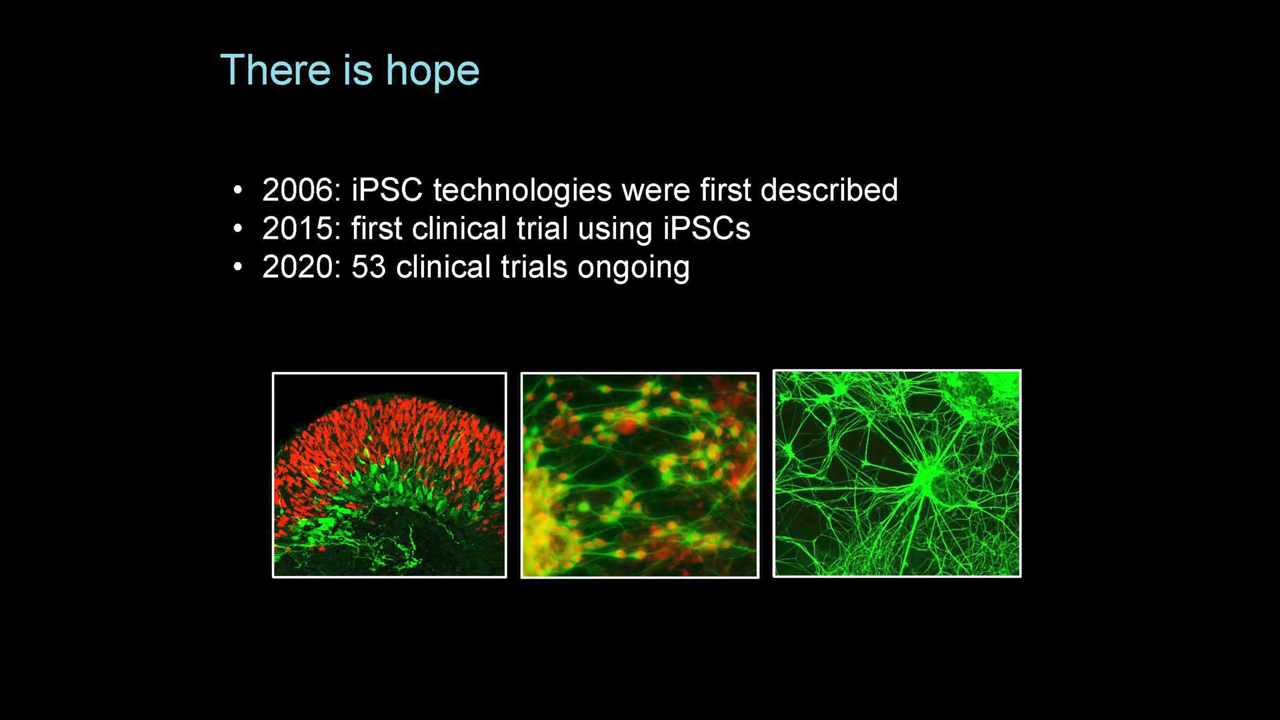 There is hope
• 2006: iPSC technologies were first described
• 2015: first clinical trial using iPSCs
• 2020: 53 clinical trials ongoing